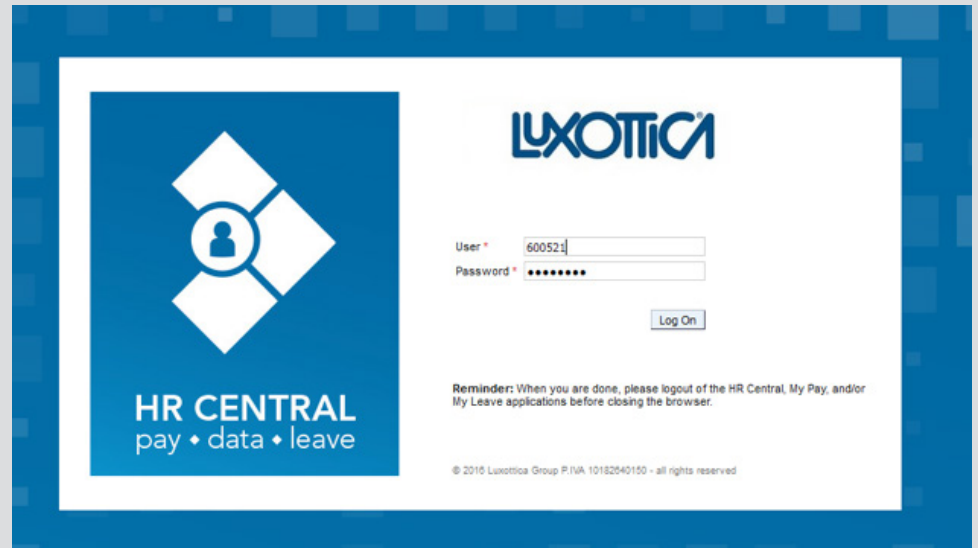 LUXOTTICA
User * 600521
Password * ••••••••
Log On
Reminder: When you are done, please logout of the HR Central, My Pay, and/or
My Leave applications before closing the browser.
HR CENTRAL
pay • data • leave
© 2016 Luxottica Group P.IVA 10182640150 - all rights reserved